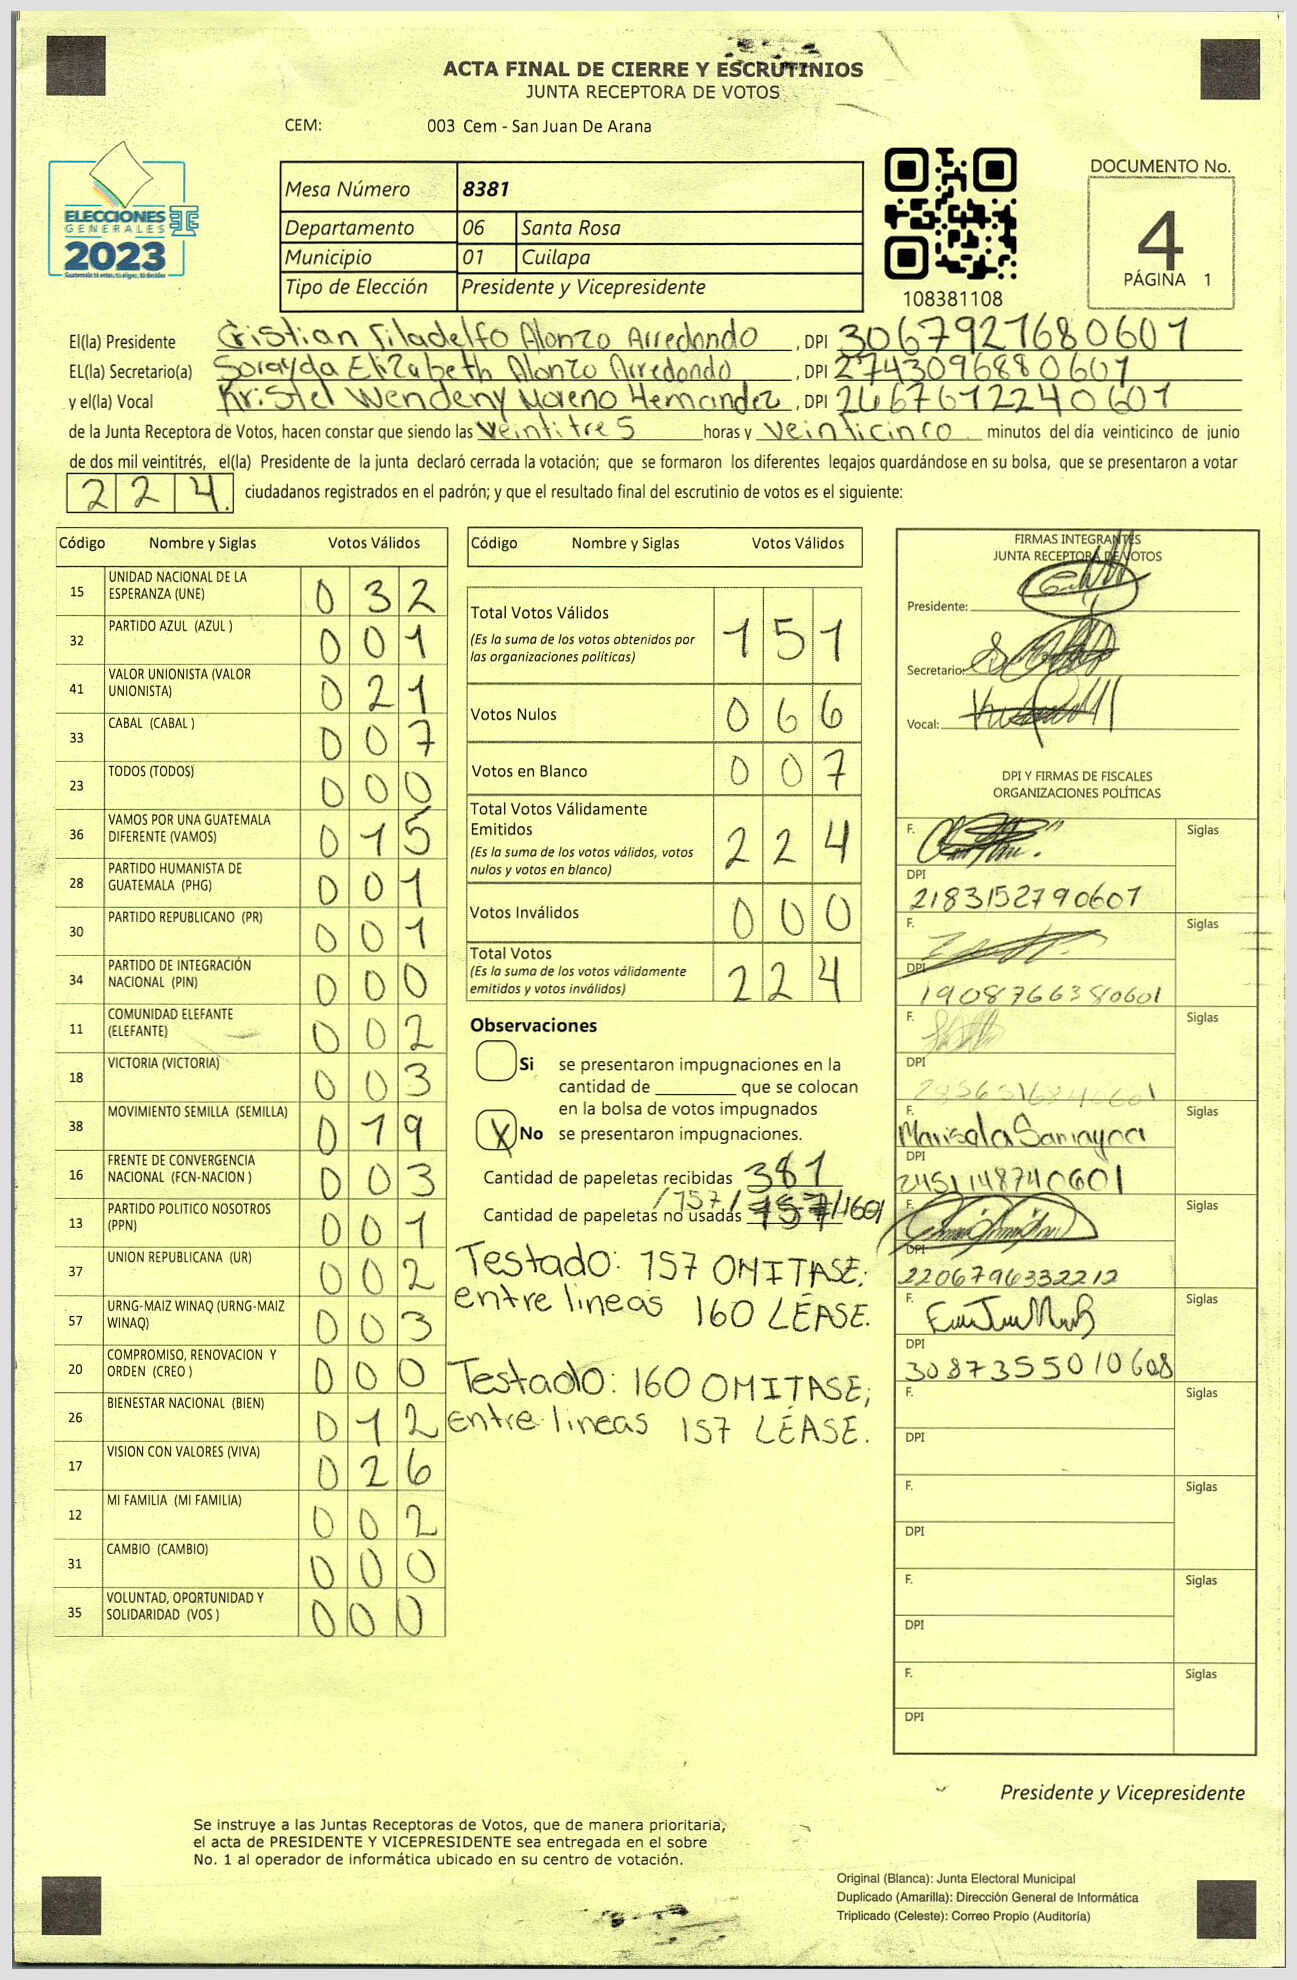 ACTA FINAL DE CIERRE Y ESCRUTINIOS
JUNTA RECEPTORA DE VOTOS
CEM: 003 Cem - San Juan De Arana
ELECCIONES
GENERALES
2023
Mesa Número 8381
Departamento 06 Santa Rosa
Municipio 01 Cuilapa
Tipo de Elección Presidente y Vicepresidente
108381108
DOCUMENTO No.
4
PÁGINA 1
El(la) Presidente Cristian Filadelfo Alonzo Arredondo, DPI 3067921680601
EL(la) Secretario(a) Sorayda Elizabeth Alonzo Arredondo, DPI 2743096880601
y el(la) Vocal Kristel Wendeny Moreno Hernandez, DPI 2467612240601
de la Junta Receptora de Votos, hacen constar que siendo las veintitres horas y veinticinco minutos del día veinticinco de junio
de dos mil veintitrés, el(la) Presidente de la junta declaró cerrada la votación; que se formaron los diferentes legajos quardándose en su bolsa, que se presentaron a votar
224. ciudadanos registrados en el padrón; y que el resultado final del escrutinio de votos es el siguiente:
Código Nombre y Siglas Votos Válidos
15 UNIDAD NACIONAL DE LA ESPERANZA (UNE) 032
32 PARTIDO AZUL (AZUL ) 001
41 VALOR UNIONISTA (VALOR UNIONISTA) 021
33 CABAL (CABAL ) 007
23 TODOS (TODOS) 000
36 VAMOS POR UNA GUATEMALA DIFERENTE (VAMOS) 015
28 PARTIDO HUMANISTA DE GUATEMALA (PHG) 001
30 PARTIDO REPUBLICANO (PR) 001
34 PARTIDO DE INTEGRACIÓN NACIONAL (PIN) 000
11 COMUNIDAD ELEFANTE (ELEFANTE) 002
18 VICTORIA (VICTORIA) 003
38 MOVIMIENTO SEMILLA (SEMILLA) 019
16 FRENTE DE CONVERGENCIA NACIONAL (FCN-NACION ) 003
13 PARTIDO POLITICO NOSOTROS (PPN) 001
37 UNION REPUBLICANA (UR) 002
57 URNG-MAIZ WINAQ (URNG-MAIZ WINAQ) 003
20 COMPROMISO, RENOVACION Y ORDEN (CREO ) 000
26 BIENESTAR NACIONAL (BIEN) 012
17 VISION CON VALORES (VIVA) 026
12 MI FAMILIA (MI FAMILIA) 002
31 CAMBIO (CAMBIO) 000
35 VOLUNTAD, OPORTUNIDAD Y SOLIDARIDAD (VOS ) 000
Código Nombre y Siglas Votos Válidos
Total Votos Válidos 151
(Es la suma de los votos obtenidos por
las organizaciones políticas)
Votos Nulos 066
Votos en Blanco 007
Total Votos Válidamente
Emitidos 224
(Es la suma de los votos válidos, votos
nulos y votos en blanco)
Votos Inválidos 000
Total Votos 224
(Es la suma de los votos válidamente
emitidos y votos inválidos)
Observaciones
Si se presentaron impugnaciones en la
cantidad de ________ que se colocan
en la bolsa de votos impugnados
X No se presentaron impugnaciones.
Cantidad de papeletas recibidas 381
Cantidad de papeletas no usadas /157/ 157 /160/
Testado: 157 OMITASE;
entre lineas 160 LÉASE.
Testado: 160 OMITASE;
entre lineas 157 LÉASE.
FIRMAS INTEGRANTES
JUNTA RECEPTORA DE VOTOS
Presidente:
Secretario:
Vocal:
DPI Y FIRMAS DE FISCALES
ORGANIZACIONES POLÍTICAS
F. Siglas
DPI
2183152790601
F. Siglas
DPI
1908766380601
F. Siglas
DPI
F. Siglas
Marisela Samayoa
DPI
2451148740601
F. Siglas
DPI
2206796332212
F. Siglas
DPI
3087355010608
F. Siglas
DPI
F. Siglas
DPI
F. Siglas
DPI
F. Siglas
DPI
Presidente y Vicepresidente
Se instruye a las Juntas Receptoras de Votos, que de manera prioritaria,
el acta de PRESIDENTE Y VICEPRESIDENTE sea entregada en el sobre
No. 1 al operador de informática ubicado en su centro de votación.
Original (Blanca): Junta Electoral Municipal
Duplicado (Amarilla): Dirección General de Informática
Triplicado (Celeste): Correo Propio (Auditoría)